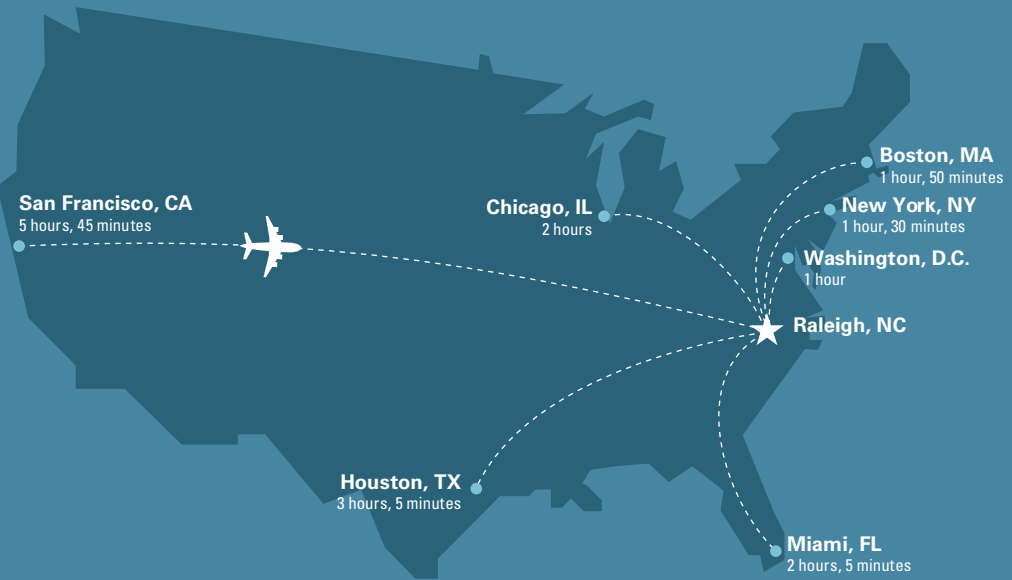 Boston, MA
1 hour, 50 minutes
San Francisco, CA
5 hours, 45 minutes
Chicago, IL
2 hours
New York, NY
1 hour, 30 minutes
Washington, D.C.
1 hour
Raleigh, NC
Houston, TX
3 hours, 5 minutes
Miami, FL
2 hours, 5 minutes